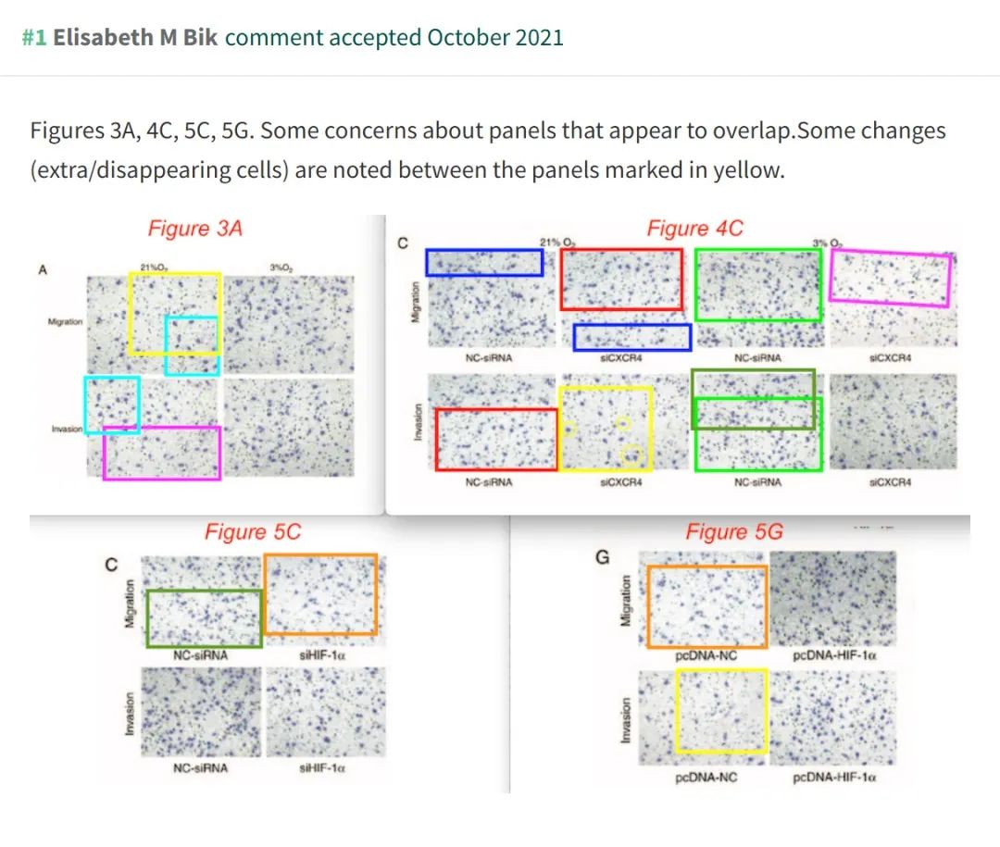 #1 Elisabeth M Bik comment accepted October 2021
Figures 3A, 4C, 5C, 5G. Some concerns about panels that appear to overlap.Some changes
(extra/disappearing cells) are noted between the panels marked in yellow.
Figure 3A
A
21%O₂
3%O₂
Migration
Invasion
Figure 4C
C
21% O₂
3% O₂
Migration
NC-siRNA
siCXCR4
NC-siRNA
siCXCR4
Invasion
NC-siRNA
siCXCR4
NC-siRNA
siCXCR4
Figure 5C
C
Migration
NC-siRNA
siHIF-1α
Invasion
NC-siRNA
siHIF-1α
Figure 5G
G
Migration
pcDNA-NC
pcDNA-HIF-1α
Invasion
pcDNA-NC
pcDNA-HIF-1α